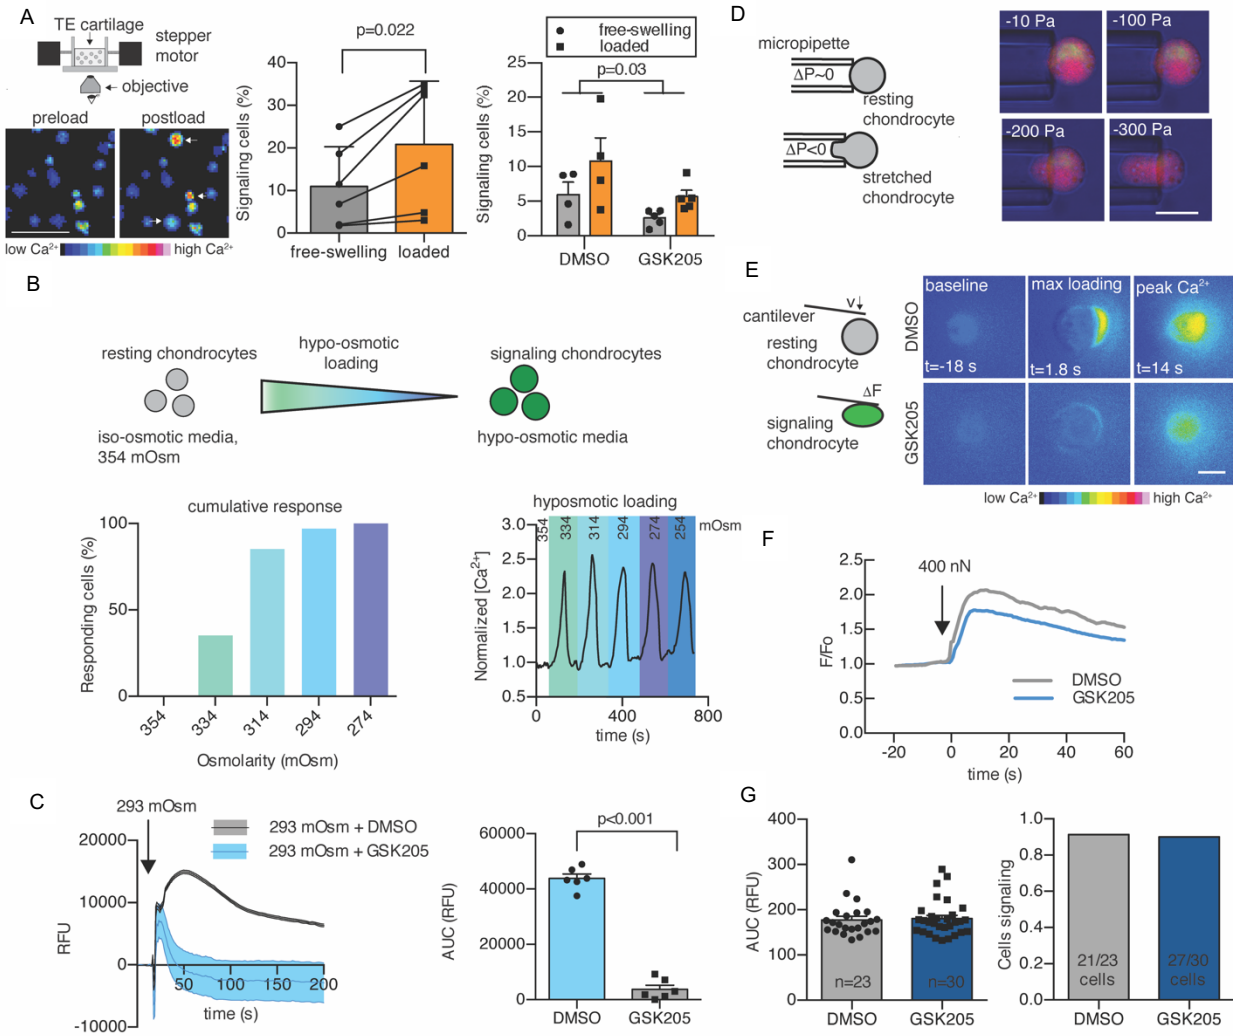 A
TE cartilage
stepper
motor
objective
preload
postload
low Ca²⁺
high Ca²⁺
p=0.022
Signaling cells (%)
40
30
20
10
0
free-swelling
loaded
free-swelling
loaded
p=0.03
Signaling cells (%)
25
20
15
10
5
0
DMSO
GSK205
B
resting chondrocytes
hypo-osmotic
loading
signaling chondrocytes
iso-osmotic media,
354 mOsm
hypo-osmotic media
cumulative response
Responding cells (%)
100
50
0
354
334
314
294
274
Osmolarity (mOsm)
hyposmotic loading
Normalized [Ca²⁺]
3.0
2.5
2.0
1.5
1.0
0.5
354
334
314
294
274
254
mOsm
0
400
800
time (s)
C
293 mOsm
293 mOsm + DMSO
293 mOsm + GSK205
RFU
20000
10000
0
-10000
50
100
150
200
time (s)
p<0.001
AUC (RFU)
60000
40000
20000
0
DMSO
GSK205
D
micropipette
ΔP~0
resting
chondrocyte
ΔP<0
stretched
chondrocyte
-10 Pa
-100 Pa
-200 Pa
-300 Pa
E
cantilever
v
resting
chondrocyte
ΔF
signaling
chondrocyte
baseline
max loading
peak Ca²⁺
DMSO
t=-18 s
t=1.8 s
t=14 s
GSK205
low Ca²⁺
high Ca²⁺
F
400 nN
F/Fo
2.5
2.0
1.5
1.0
0.5
0.0
DMSO
GSK205
-20
0
20
40
60
time (s)
G
AUC (RFU)
400
300
200
100
0
n=23
n=30
DMSO
GSK205
Cells signaling
1.0
0.8
0.6
0.4
0.2
0.0
21/23
cells
27/30
cells
DMSO
GSK205